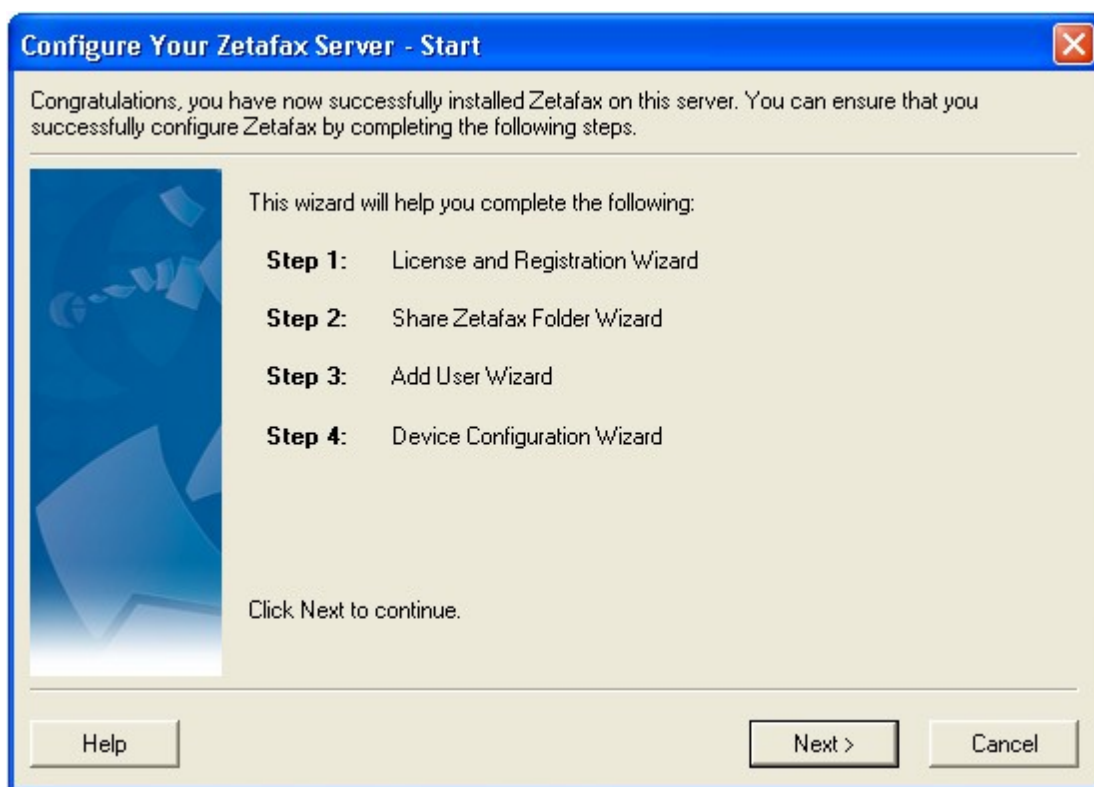 Configure Your Zetafax Server - Start
Congratulations, you have now successfully installed Zetafax on this server. You can ensure that you
successfully configure Zetafax by completing the following steps.
This wizard will help you complete the following:
Step 1: License and Registration Wizard
Step 2: Share Zetafax Folder Wizard
Step 3: Add User Wizard
Step 4: Device Configuration Wizard
Click Next to continue.
Help Next > Cancel